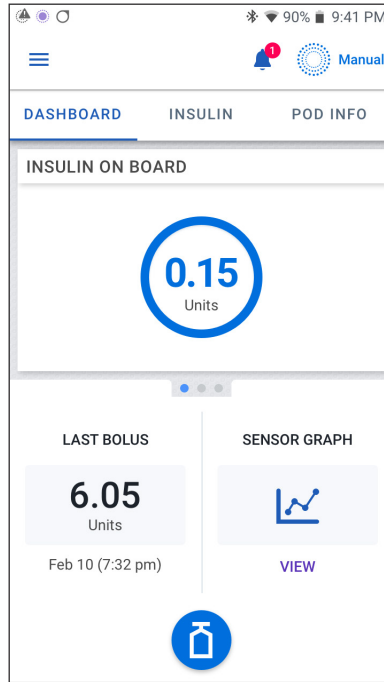 90% 9:41 PM
1
Manual
DASHBOARD INSULIN POD INFO
INSULIN ON BOARD
0.15
Units
LAST BOLUS
6.05
Units
Feb 10 (7:32 pm)
SENSOR GRAPH
VIEW